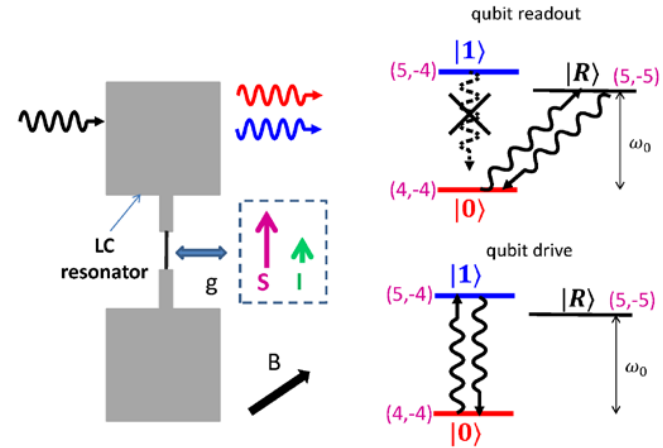 LC
resonator
g
S I
B
qubit readout
|1⟩
(5,-4)
|R⟩ (5,-5)
ω₀
(4,-4)
|0⟩
qubit drive
|1⟩
(5,-4)
|R⟩ (5,-5)
ω₀
(4,-4)
|0⟩